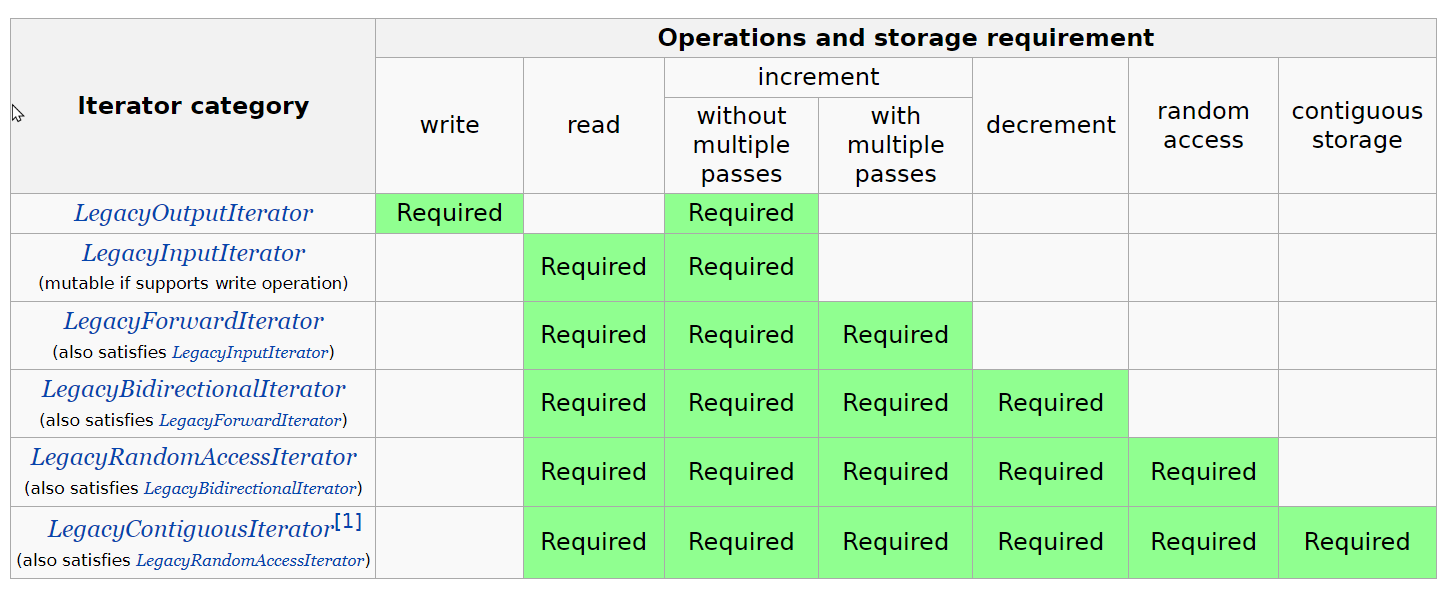 Operations and storage requirement
Iterator category
increment
write
read
without
multiple
passes
with
multiple
passes
decrement
random
access
contiguous
storage
LegacyOutputIterator
Required
Required
LegacyInputIterator
(mutable if supports write operation)
Required
Required
LegacyForwardIterator
(also satisfies LegacyInputIterator)
Required
Required
Required
LegacyBidirectionalIterator
(also satisfies LegacyForwardIterator)
Required
Required
Required
Required
LegacyRandomAccessIterator
(also satisfies LegacyBidirectionalIterator)
Required
Required
Required
Required
Required
LegacyContiguousIterator[1]
(also satisfies LegacyRandomAccessIterator)
Required
Required
Required
Required
Required
Required